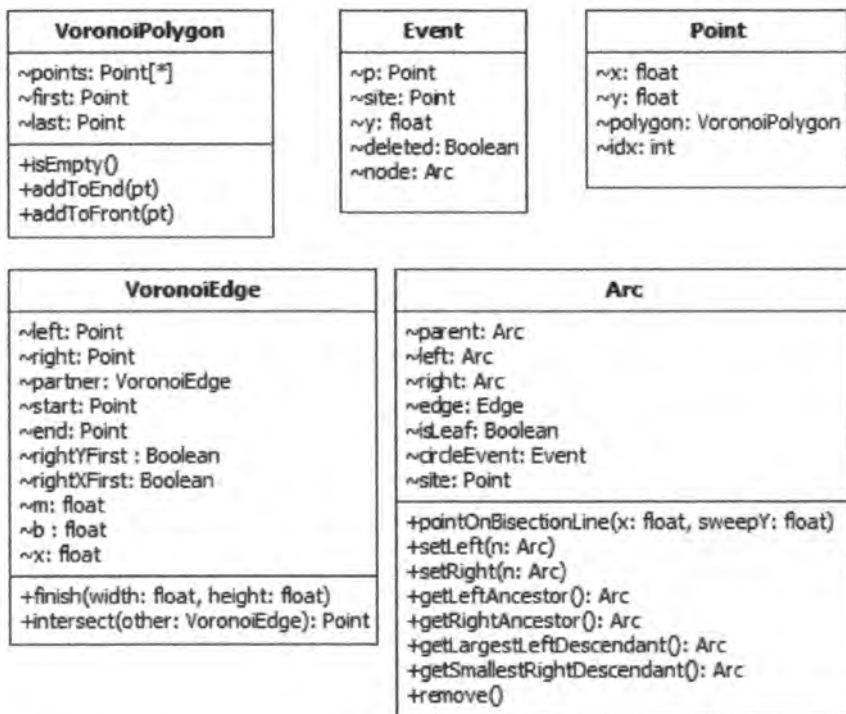 VoronoiPolygon
~points: Point[*]
~first: Point
~last: Point
+isEmpty()
+addToEnd(pt)
+addToFront(pt)
Event
~p: Point
~site: Point
~y: float
~deleted: Boolean
~node: Arc
Point
~x: float
~y: float
~polygon: VoronoiPolygon
~idx: int
VoronoiEdge
~left: Point
~right: Point
~partner: VoronoiEdge
~start: Point
~end: Point
~rightYFirst : Boolean
~rightXFirst: Boolean
~m: float
~b : float
~x: float
+finish(width: float, height: float)
+intersect(other: VoronoiEdge): Point
Arc
~parent: Arc
~left: Arc
~right: Arc
~edge: Edge
~isLeaf: Boolean
~circleEvent: Event
~site: Point
+pointOnBisectionLine(x: float, sweepY: float)
+setLeft(n: Arc)
+setRight(n: Arc)
+getLeftAncestor(): Arc
+getRightAncestor(): Arc
+getLargestLeftDescendant(): Arc
+getSmallestRightDescendant(): Arc
+remove()